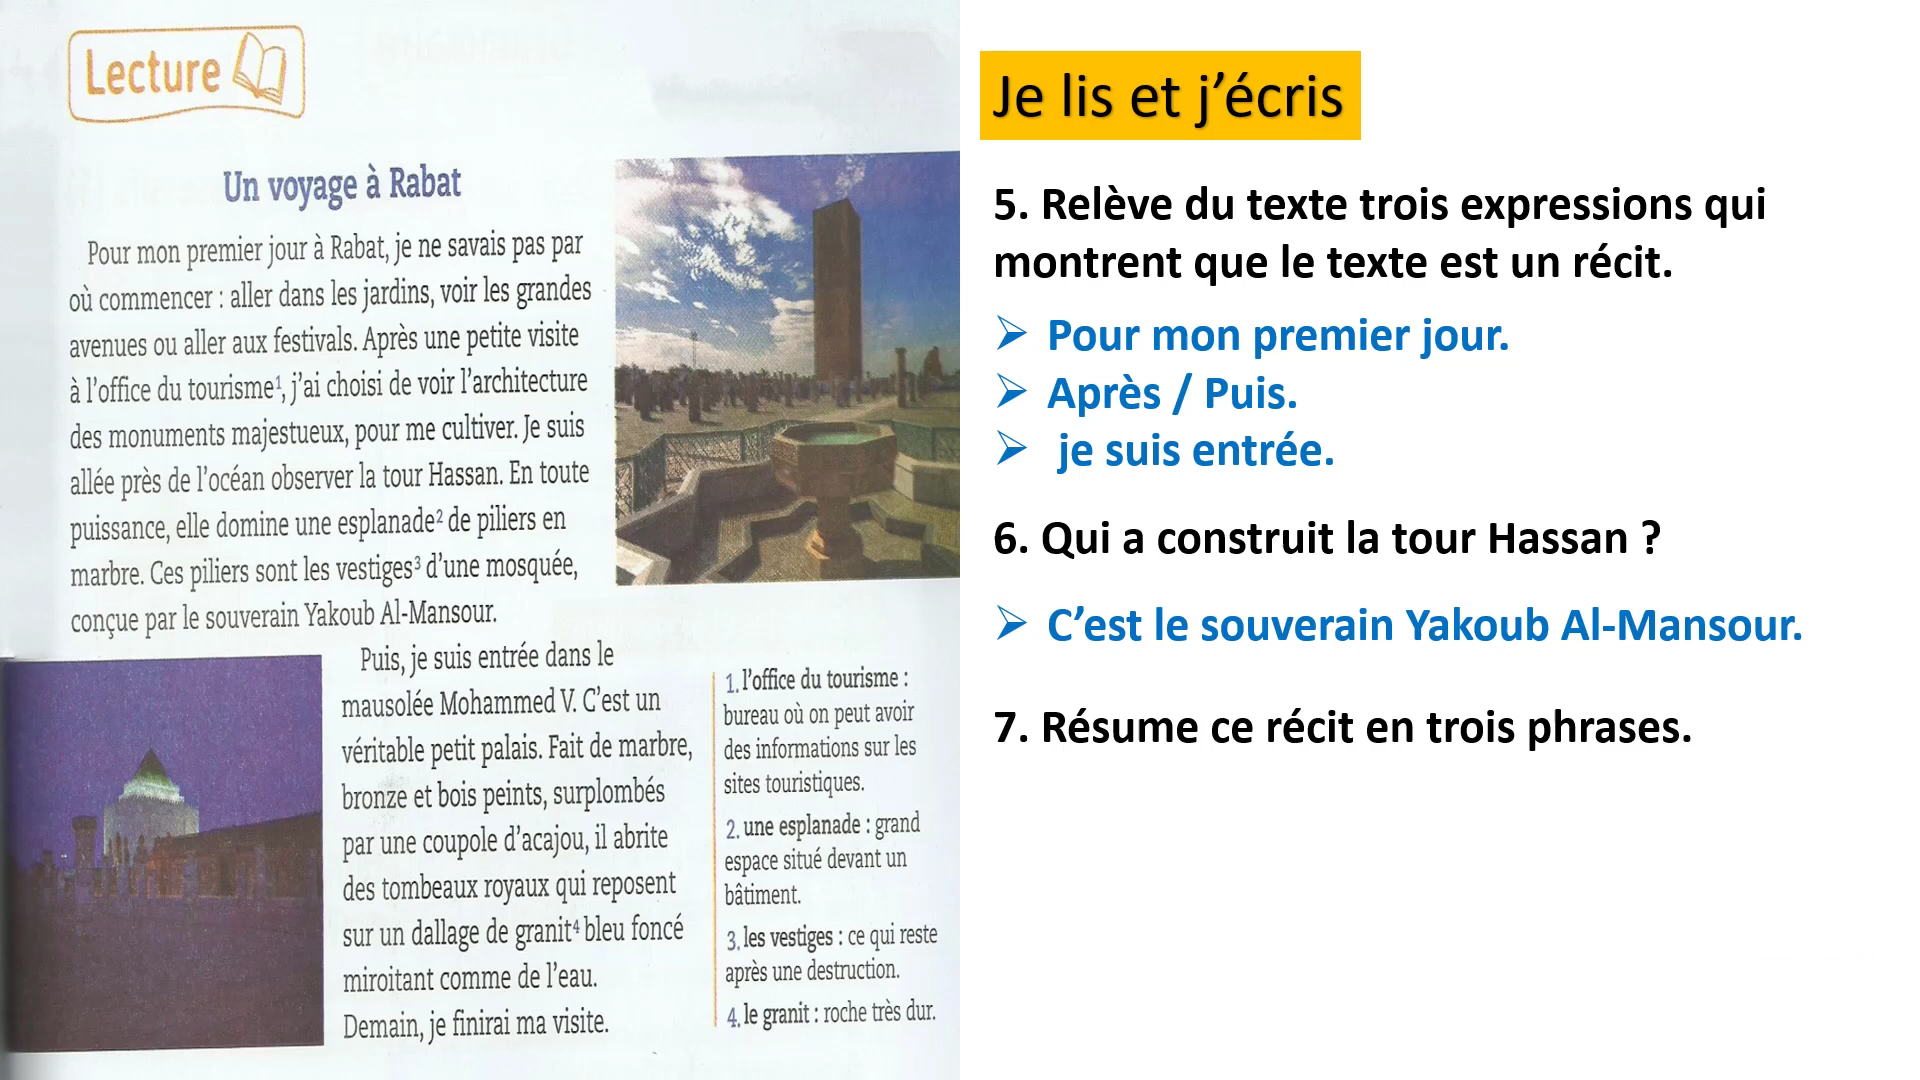 Lecture
Un voyage à Rabat
Pour mon premier jour à Rabat, je ne savais pas par
où commencer : aller dans les jardins, voir les grandes
avenues ou aller aux festivals. Après une petite visite
à l'office du tourisme¹, j'ai choisi de voir l'architecture
des monuments majestueux, pour me cultiver. Je suis
allée près de l'océan observer la tour Hassan. En toute
puissance, elle domine une esplanade² de piliers en
marbre. Ces piliers sont les vestiges³ d'une mosquée,
conçue par le souverain Yakoub Al-Mansour.
Puis, je suis entrée dans le
mausolée Mohammed V. C'est un
véritable petit palais. Fait de marbre,
bronze et bois peints, surplombés
par une coupole d'acajou, il abrite
des tombeaux royaux qui reposent
sur un dallage de granit⁴ bleu foncé
miroitant comme de l'eau.
Demain, je finirai ma visite.
1. l'office du tourisme :
bureau où on peut avoir
des informations sur les
sites touristiques.
2. une esplanade : grand
espace situé devant un
bâtiment.
3. les vestiges : ce qui reste
après une destruction.
4. le granit : roche très dur.
Je lis et j’écris
5. Relève du texte trois expressions qui
montrent que le texte est un récit.
➢ Pour mon premier jour.
➢ Après / Puis.
➢ je suis entrée.
6. Qui a construit la tour Hassan ?
➢ C’est le souverain Yakoub Al-Mansour.
7. Résume ce récit en trois phrases.